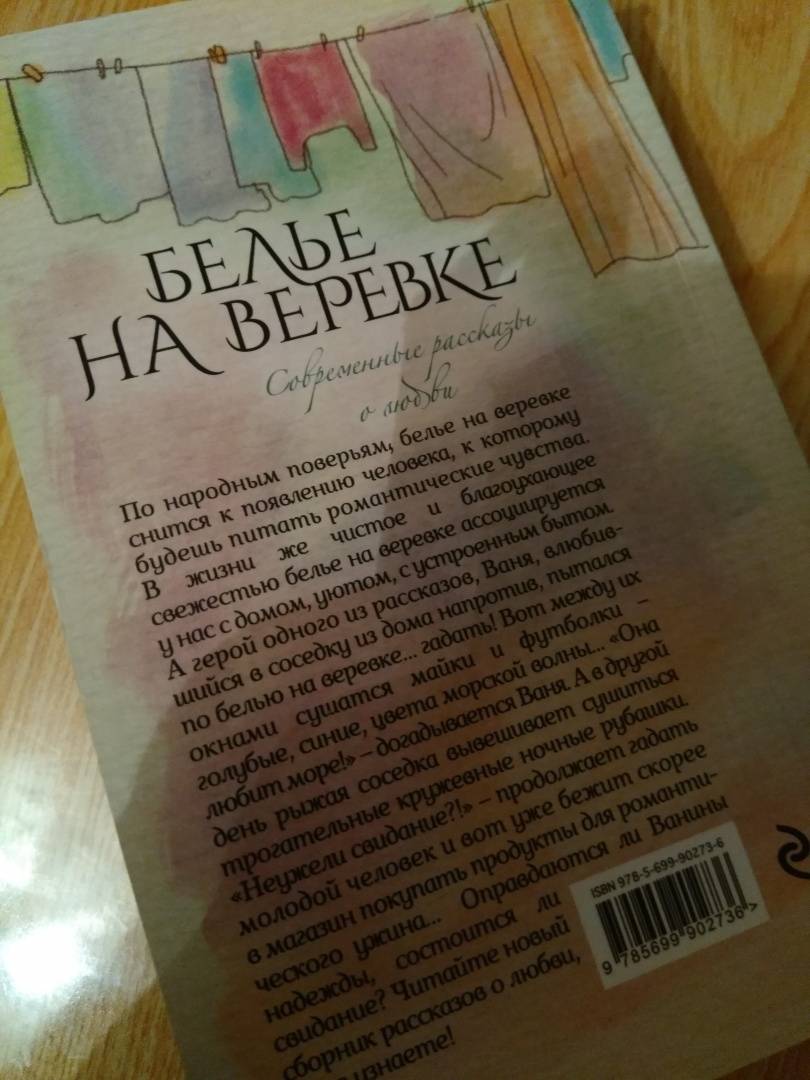 БЕЛЬЕ
НА ВЕРЕВКЕ
Современные рассказы
о любви
По народным поверьям, белье на веревке
снится к появлению человека, к которому
будешь питать романтические чувства.
В жизни же чистое и благоухающее
свежестью белье на веревке ассоциируется
у нас с домом, уютом, с устроенным бытом.
А герой одного из рассказов, Ваня, влюбив-
шийся в соседку из дома напротив, пытался
по белью на веревке... гадать! Вот между их
окнами сушатся майки и футболки –
голубые, синие, цвета морской волны... «Она
любит море!» – догадывается Ваня. А в другой
день рыжая соседка вывешивает сушиться
трогательные кружевные ночные рубашки.
«Неужели свидание?!» – продолжает гадать
молодой человек и вот уже бежит скорее
в магазин покупать продукты для романти-
ческого ужина... Оправдаются ли Ванины
надежды, состоится ли
свидание? Читайте новый
сборник рассказов о любви,
узнаете!
ISBN 978-5-699-90273-6
9 785699 902736 >